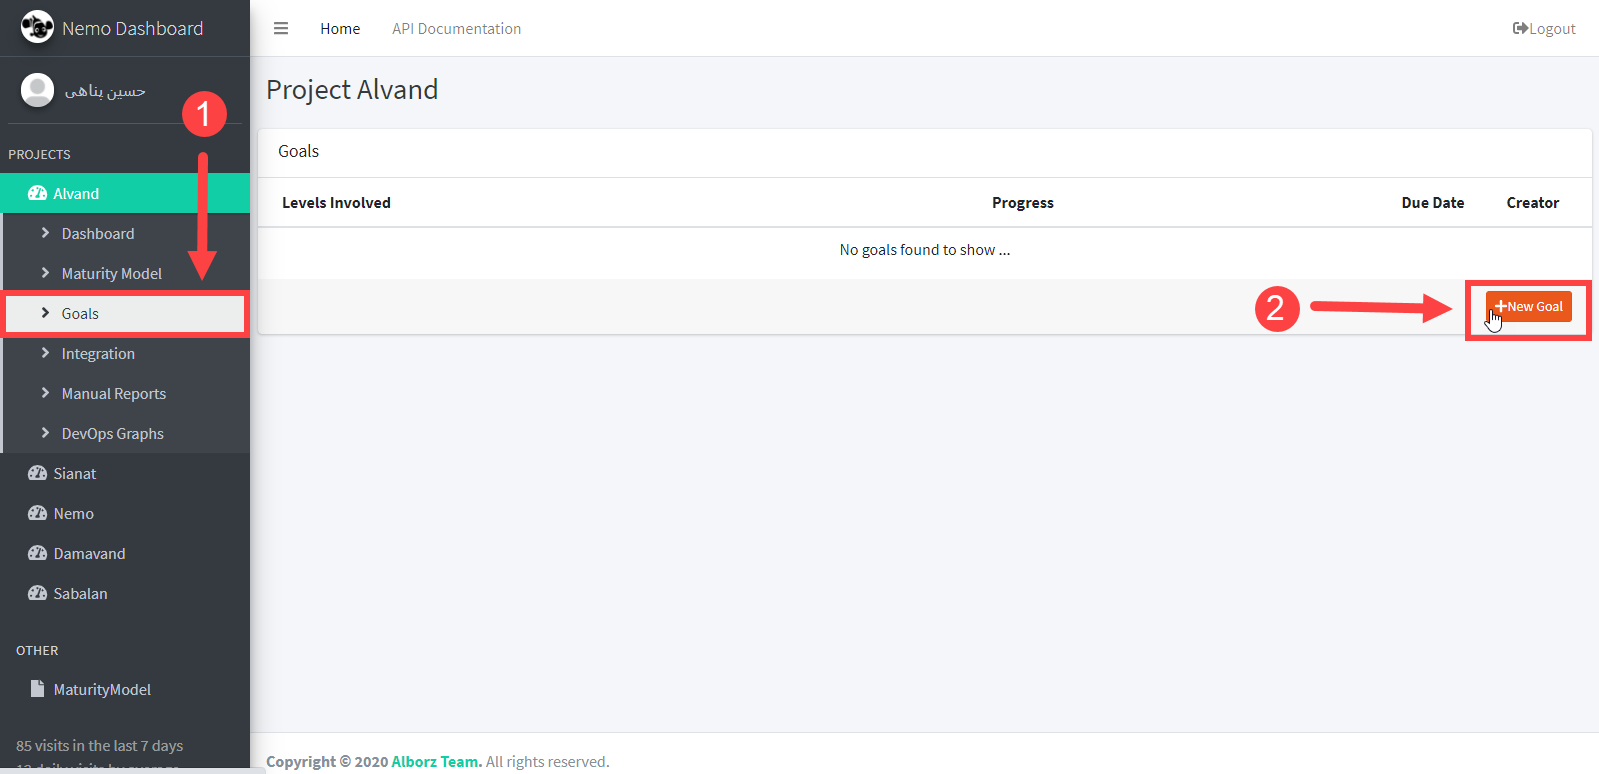 Nemo Dashboard
Home
API Documentation
Logout
حسین پناهی
1
Project Alvand
PROJECTS
Alvand
Dashboard
Maturity Model
Goals
Integration
Manual Reports
DevOps Graphs
Sianat
Nemo
Damavand
Sabalan
OTHER
MaturityModel
85 visits in the last 7 days
Goals
Levels Involved
Progress
Due Date
Creator
No goals found to show ...
2
New Goal
Copyright © 2020 Alborz Team. All rights reserved.